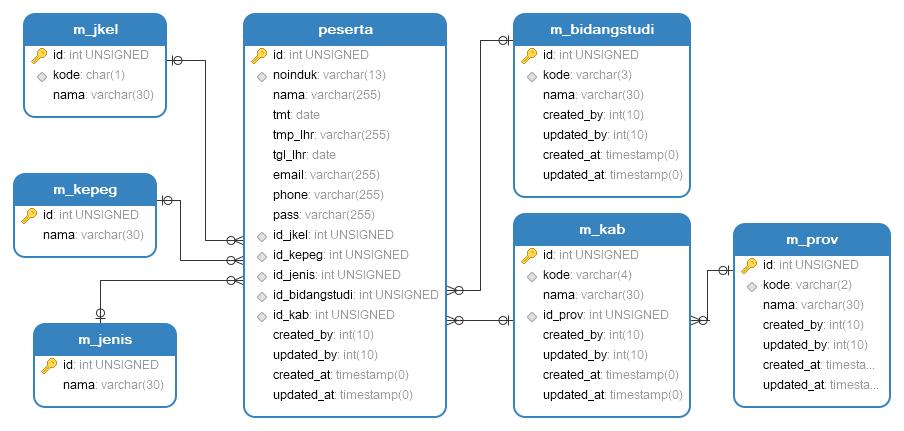 m_jkel
id: int UNSIGNED
kode: char(1)
nama: varchar(30)
m_kepeg
id: int UNSIGNED
nama: varchar(30)
m_jenis
id: int UNSIGNED
nama: varchar(30)
peserta
id: int UNSIGNED
noinduk: varchar(13)
nama: varchar(255)
tmt: date
tmp_lhr: varchar(255)
tgl_lhr: date
email: varchar(255)
phone: varchar(255)
pass: varchar(255)
id_jkel: int UNSIGNED
id_kepeg: int UNSIGNED
id_jenis: int UNSIGNED
id_bidangstudi: int UNSIGNED
id_kab: int UNSIGNED
created_by: int(10)
updated_by: int(10)
created_at: timestamp(0)
updated_at: timestamp(0)
m_bidangstudi
id: int UNSIGNED
kode: varchar(3)
nama: varchar(30)
created_by: int(10)
updated_by: int(10)
created_at: timestamp(0)
updated_at: timestamp(0)
m_kab
id: int UNSIGNED
kode: varchar(4)
nama: varchar(30)
id_prov: int UNSIGNED
created_by: int(10)
updated_by: int(10)
created_at: timestamp(0)
updated_at: timestamp(0)
m_prov
id: int UNSIGNED
kode: varchar(2)
nama: varchar(30)
created_by: int(10)
updated_by: int(10)
created_at: timesta...
updated_at: timesta...